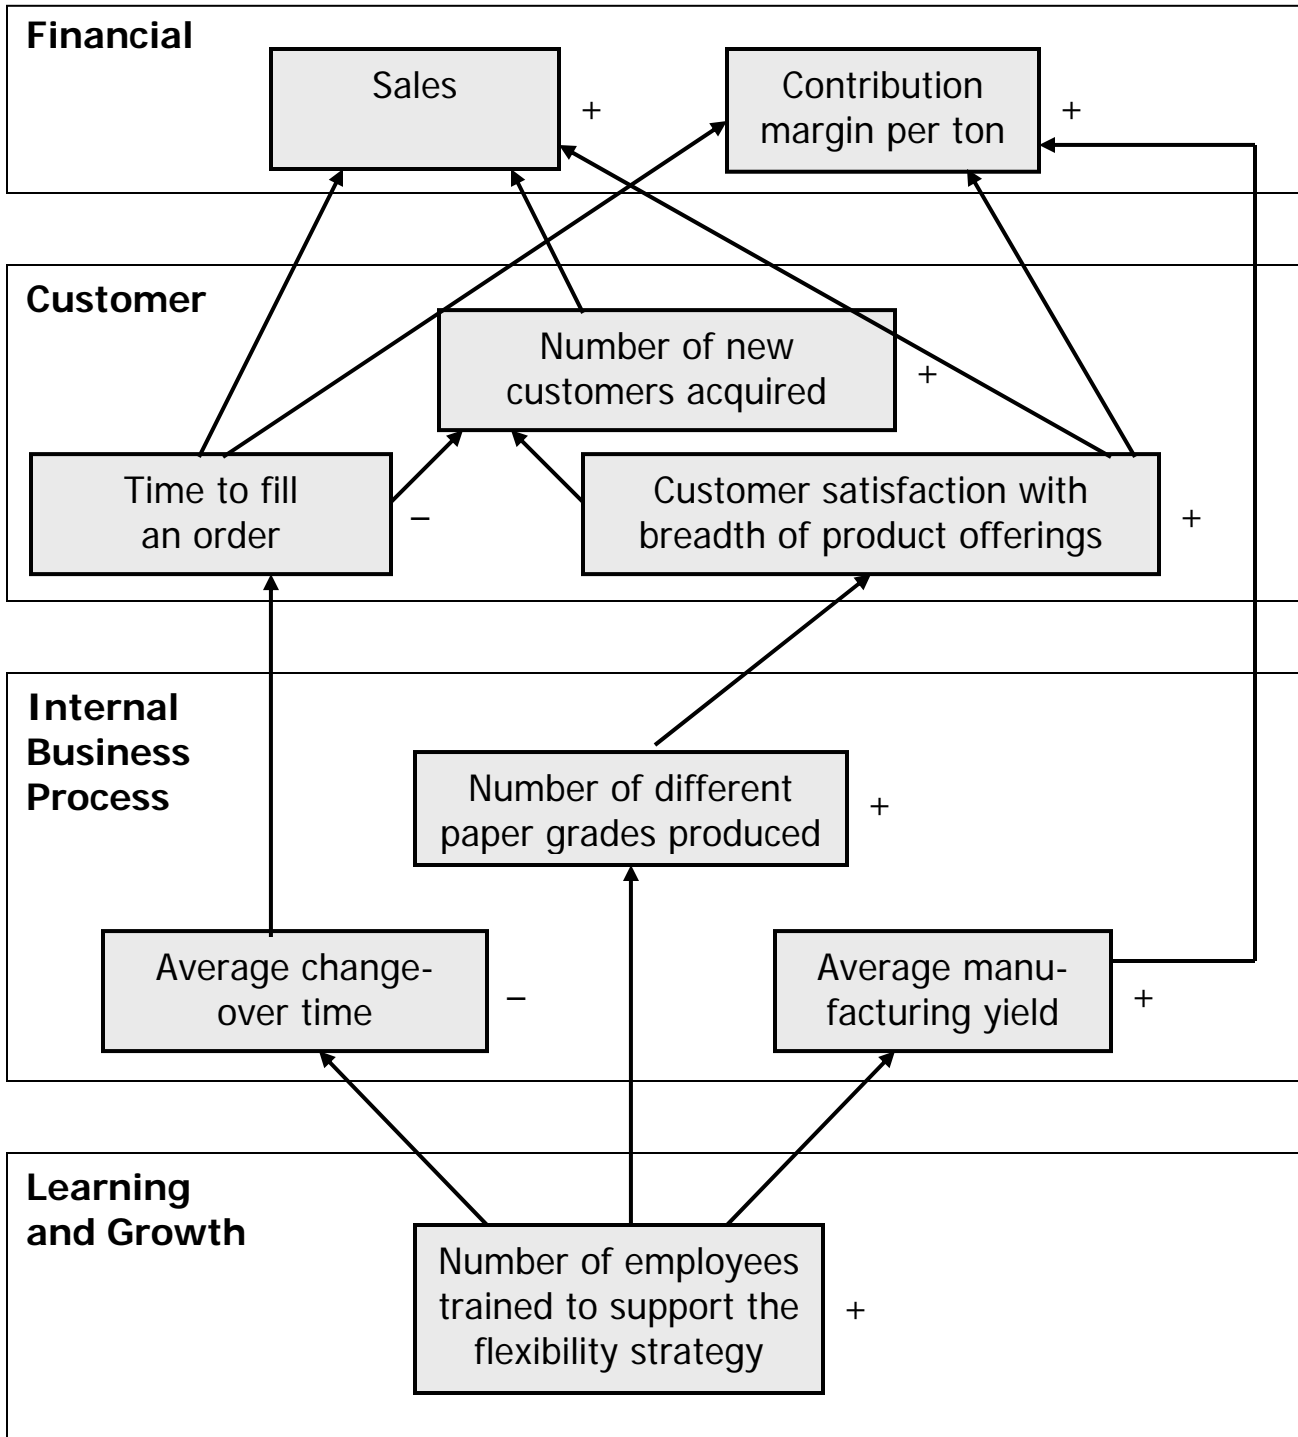 Financial
Sales
+
Contribution
margin per ton
+
Customer
Number of new
customers acquired
+
Time to fill
an order
–
Customer satisfaction with
breadth of product offerings
+
Internal
Business
Process
Number of different
paper grades produced
+
Average change-
over time
–
Average manu-
facturing yield
+
Learning
and Growth
Number of employees
trained to support the
flexibility strategy
+